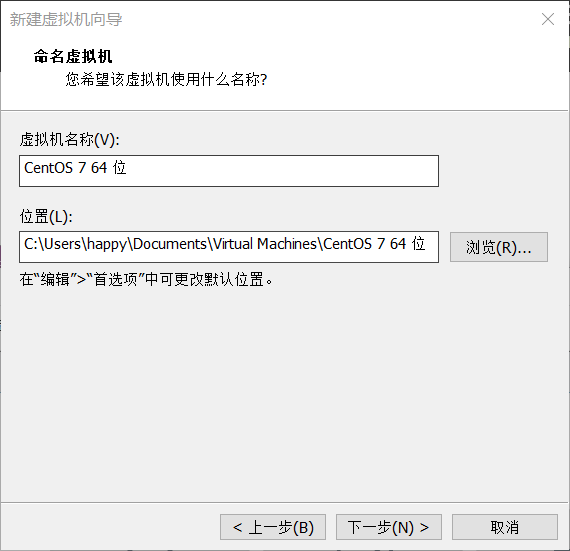 新建虚拟机向导
命名虚拟机
您希望该虚拟机使用什么名称?
虚拟机名称(V):
CentOS 7 64 位
位置(L):
C:\Users\happy\Documents\Virtual Machines\CentOS 7 64 位
浏览(R)...
在“编辑”>“首选项”中可更改默认位置。
< 上一步(B)
下一步(N) >
取消